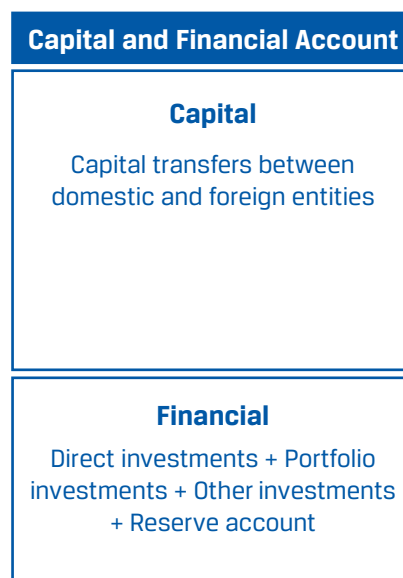 Capital and Financial Account
Capital
Capital transfers between
domestic and foreign entities
Financial
Direct investments + Portfolio
investments + Other investments
+ Reserve account